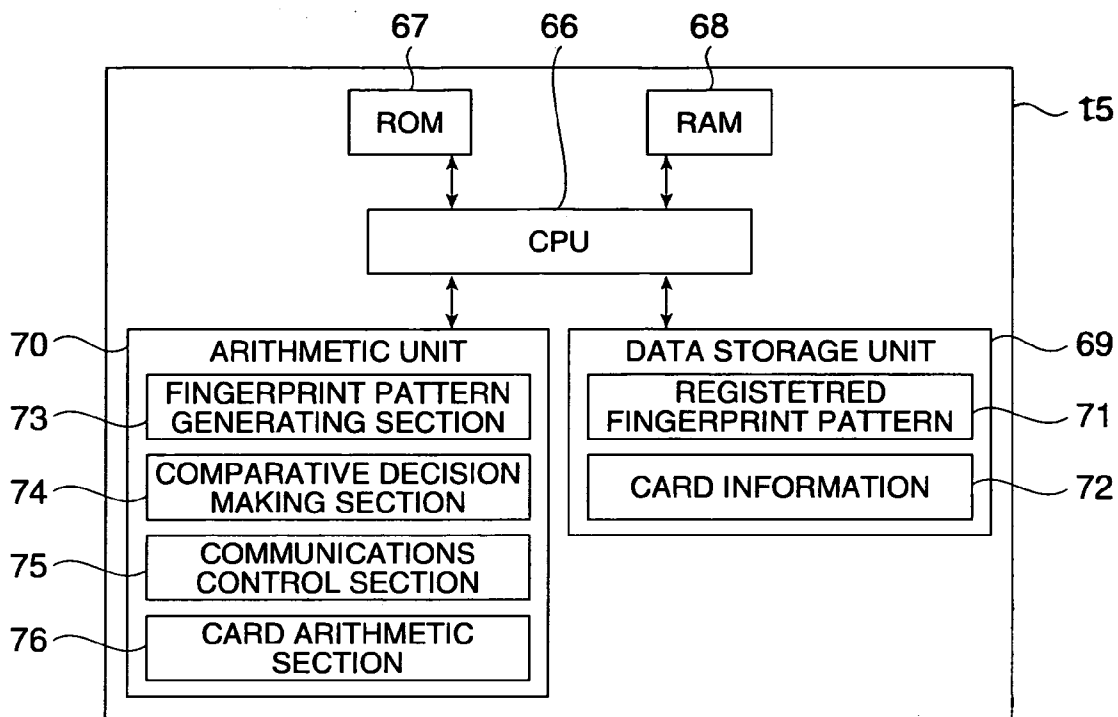 67
66
68
ROM
RAM
15
CPU
70
ARITHMETIC UNIT
DATA STORAGE UNIT
69
73
FINGERPRINT PATTERN
GENERATING SECTION
REGISTETRED
FINGERPRINT PATTERN
71
74
COMPARATIVE DECISION
MAKING SECTION
CARD INFORMATION
72
75
COMMUNICATIONS
CONTROL SECTION
76
CARD ARITHMETIC
SECTION